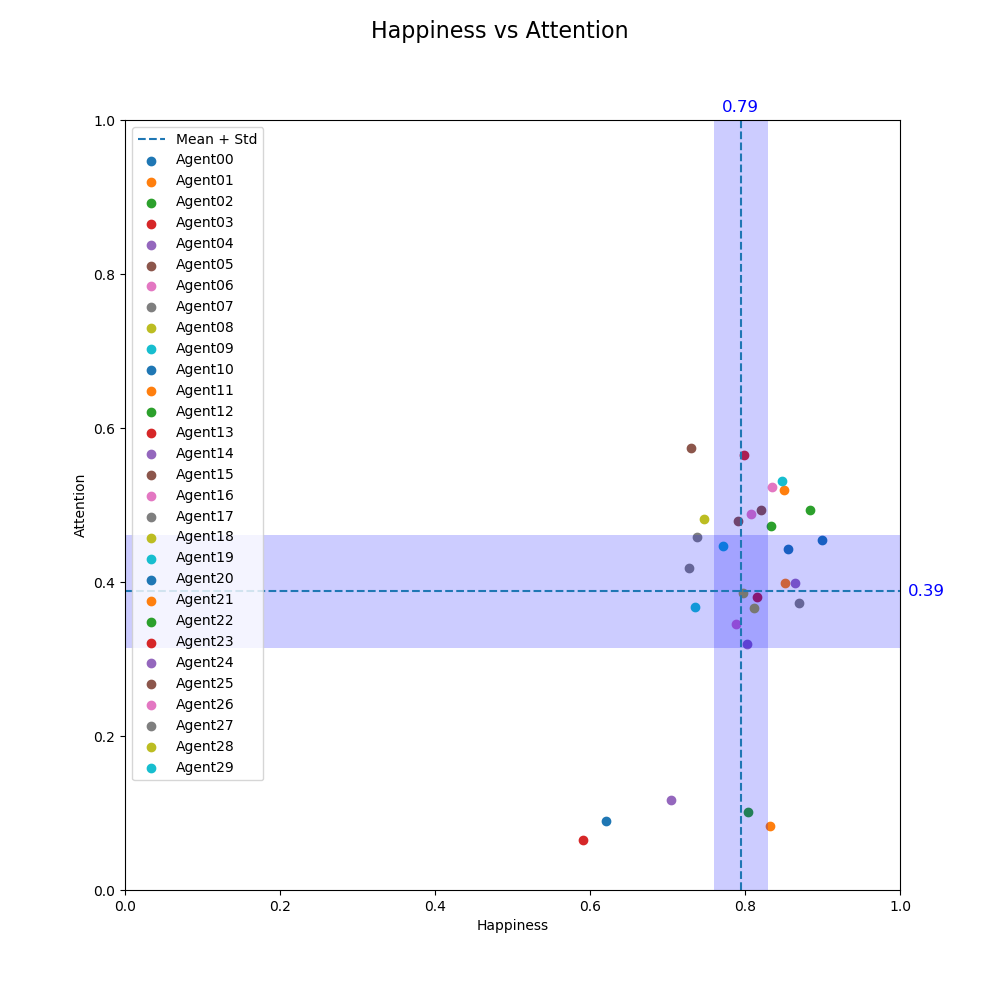 Happiness vs Attention
0.79
1.0
0.8
0.6
0.4
0.2
0.0
Attention
Mean + Std
Agent00
Agent01
Agent02
Agent03
Agent04
Agent05
Agent06
Agent07
Agent08
Agent09
Agent10
Agent11
Agent12
Agent13
Agent14
Agent15
Agent16
Agent17
Agent18
Agent19
Agent20
Agent21
Agent22
Agent23
Agent24
Agent25
Agent26
Agent27
Agent28
Agent29
0.39
0.0 0.2 0.4 0.6 0.8 1.0
Happiness